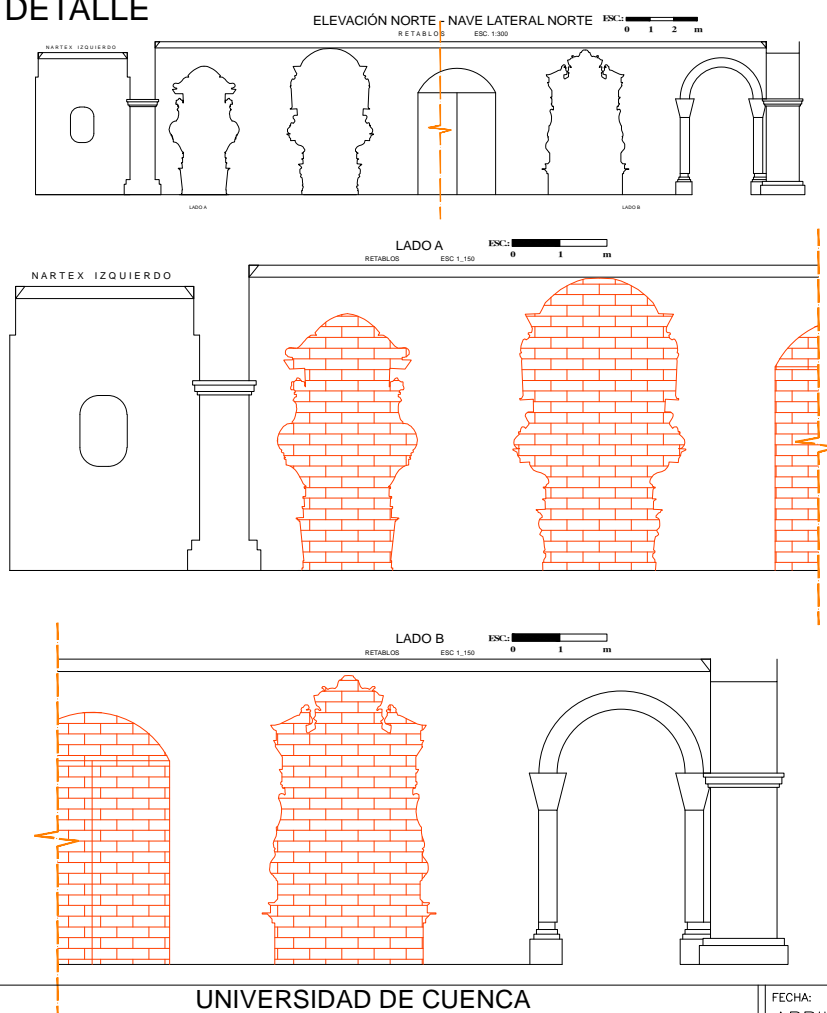 DETALLE
ELEVACIÓN NORTE - NAVE LATERAL NORTE ESC.:
0 1 2 m
RETABLOS ESC. 1:300
NARTEX IZQUIERDO
LADO A LADO B
LADO A ESC.:
0 1 m
RETABLOS ESC 1_150
NARTEX IZQUIERDO
LADO B ESC.:
0 1 m
RETABLOS ESC 1_150
UNIVERSIDAD DE CUENCA
FECHA: